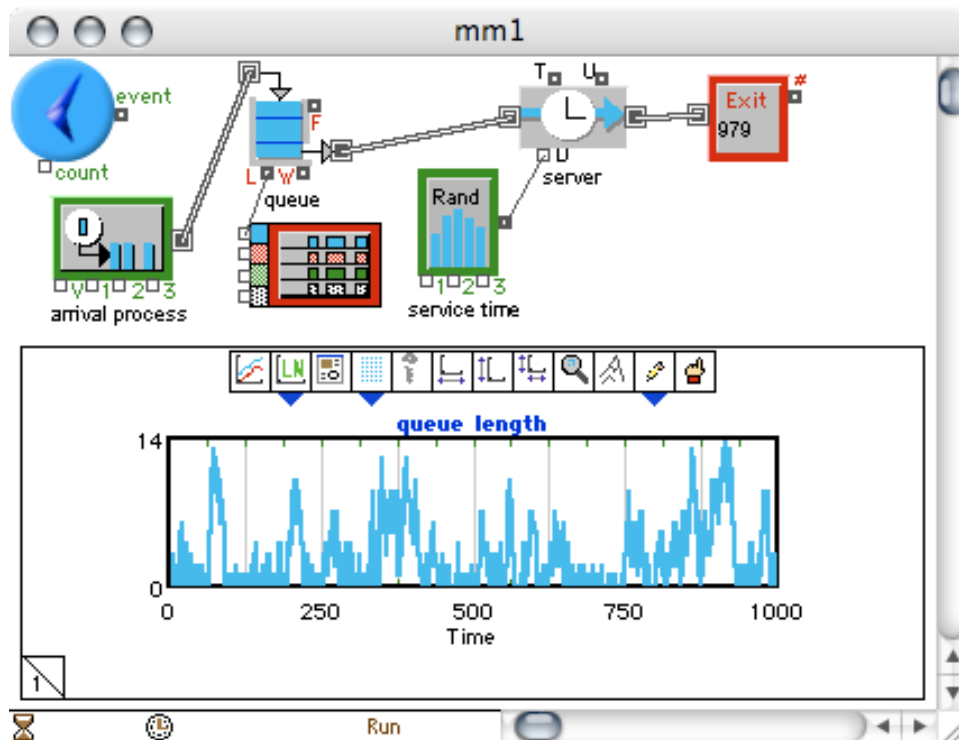 mm1
event
count
V 1 2 3
arrival process
F
L W
queue
T U
D
server
Exit
979
#
Rand
1 2 3
service time
LN
queue length
14
0
0 250 500 750 1000
Time
1
Run